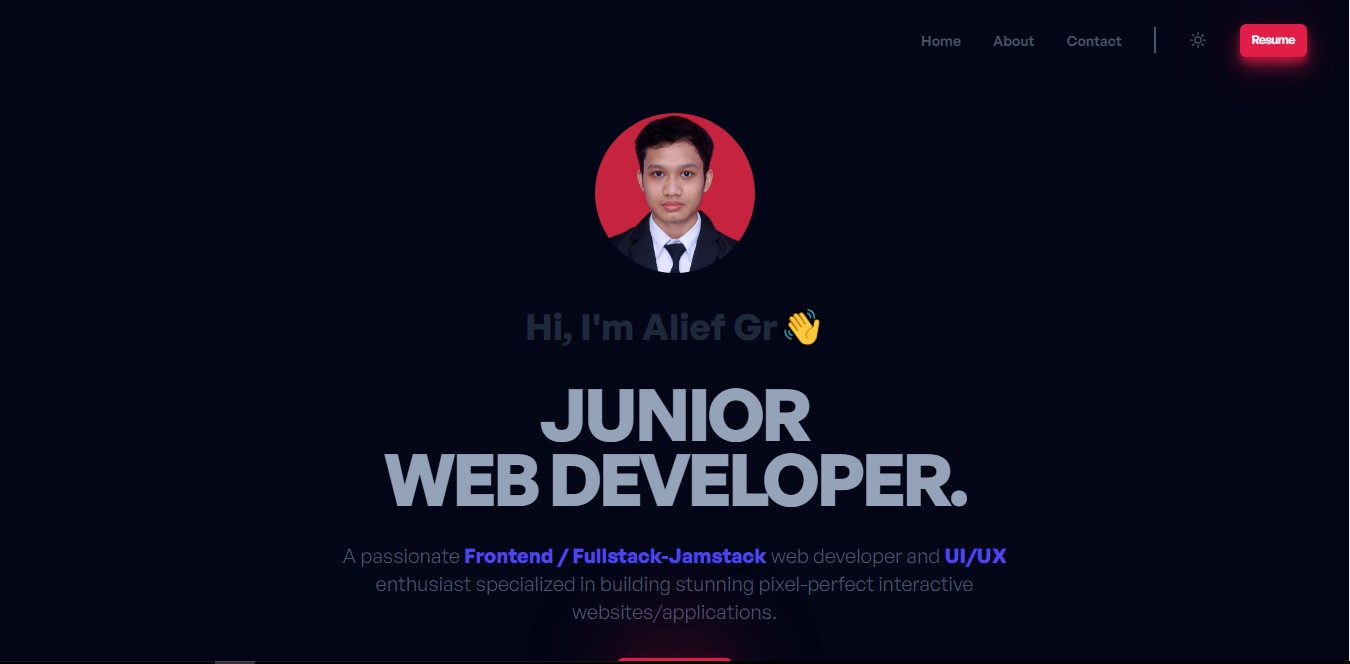 Home About Contact Resume
Hi, I'm Alief Gr 👋
JUNIOR
WEB DEVELOPER.
A passionate Frontend / Fullstack-Jamstack web developer and UI/UX
enthusiast specialized in building stunning pixel-perfect interactive
websites/applications.